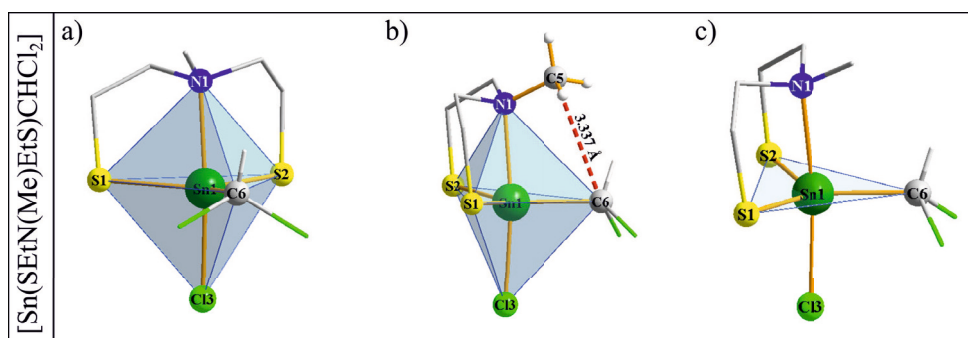 [Sn(SEtN(Me)EtS)CHCl₂]
a)
N1
S1
Sn1
S2
C6
Cl3
b)
C5
N1
3.337 Å
S2
S1
Sn1
C6
Cl3
c)
N1
S2
S1
Sn1
C6
Cl3